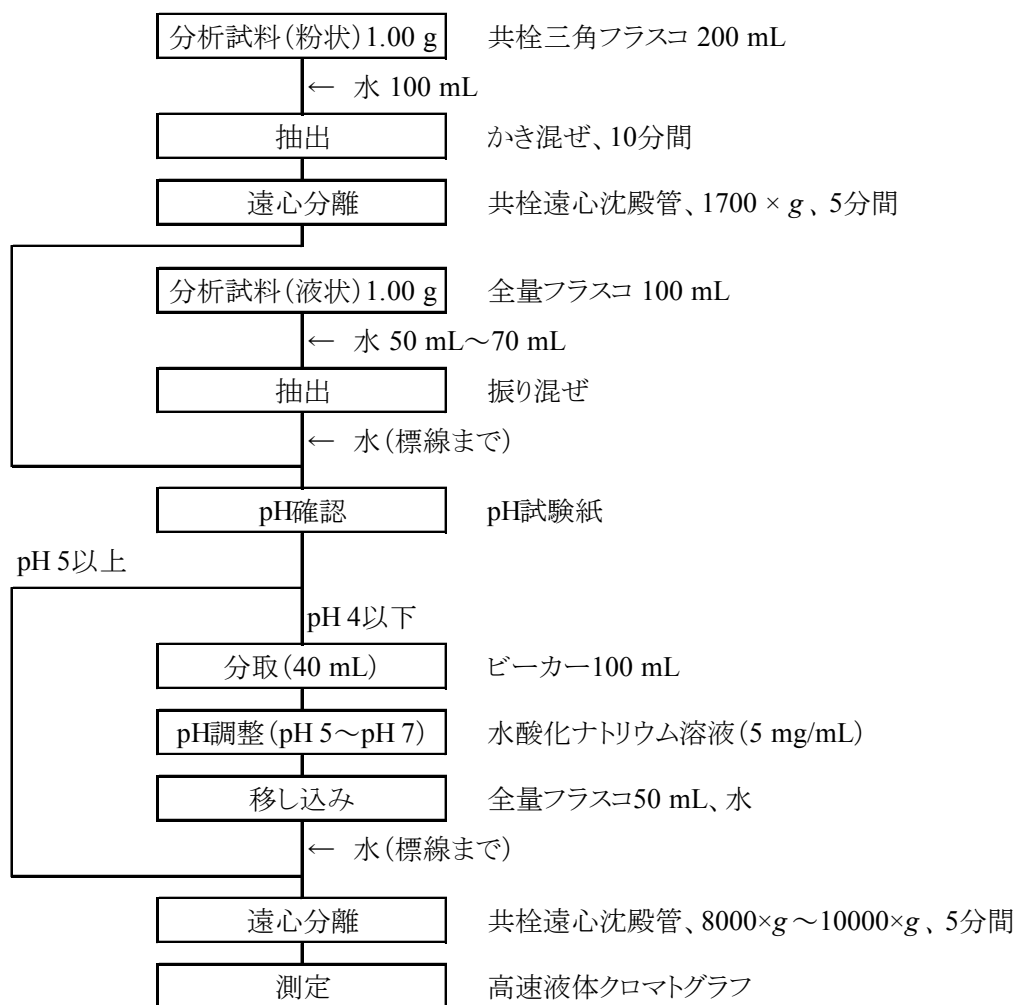 分析試料(粉状)1.00 g 共栓三角フラスコ 200 mL
← 水 100 mL
抽出 かき混ぜ、10分間
遠心分離 共栓遠心沈殿管、1700 × g 、5分間
分析試料(液状)1.00 g 全量フラスコ 100 mL
← 水 50 mL～70 mL
抽出 振り混ぜ
← 水(標線まで)
pH確認 pH試験紙
pH 5以上
pH 4以下
分取(40 mL) ビーカー100 mL
pH調整(pH 5～pH 7) 水酸化ナトリウム溶液(5 mg/mL)
移し込み 全量フラスコ50 mL、水
← 水(標線まで)
遠心分離 共栓遠心沈殿管、8000×g～10000×g 、5分間
測定 高速液体クロマトグラフ